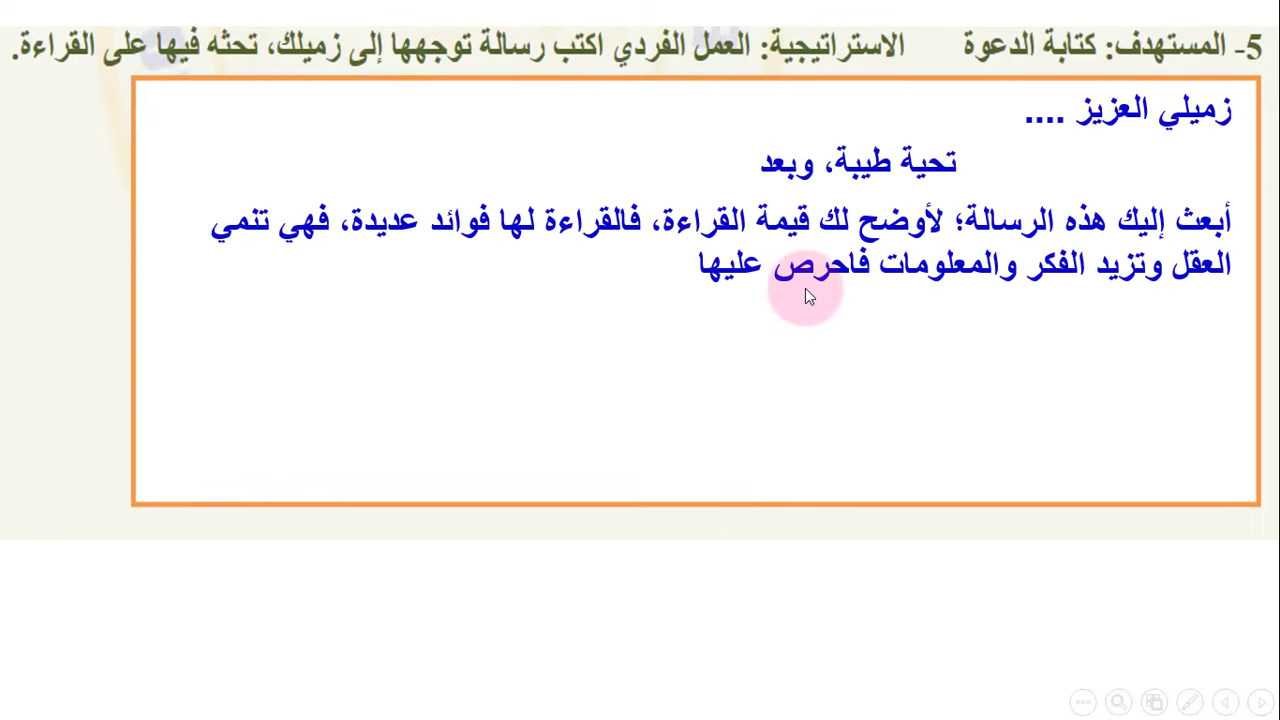 5- المستهدف: كتابة الدعوة الاستراتيجية: العمل الفردي اكتب رسالة توجهها إلى زميلك، تحثه فيها على القراءة.
زميلي العزيز ....
تحية طيبة، وبعد
أبعث إليك هذه الرسالة؛ لأوضح لك قيمة القراءة، فالقراءة لها فوائد عديدة، فهي تنمي
العقل وتزيد الفكر والمعلومات فاحرص عليها